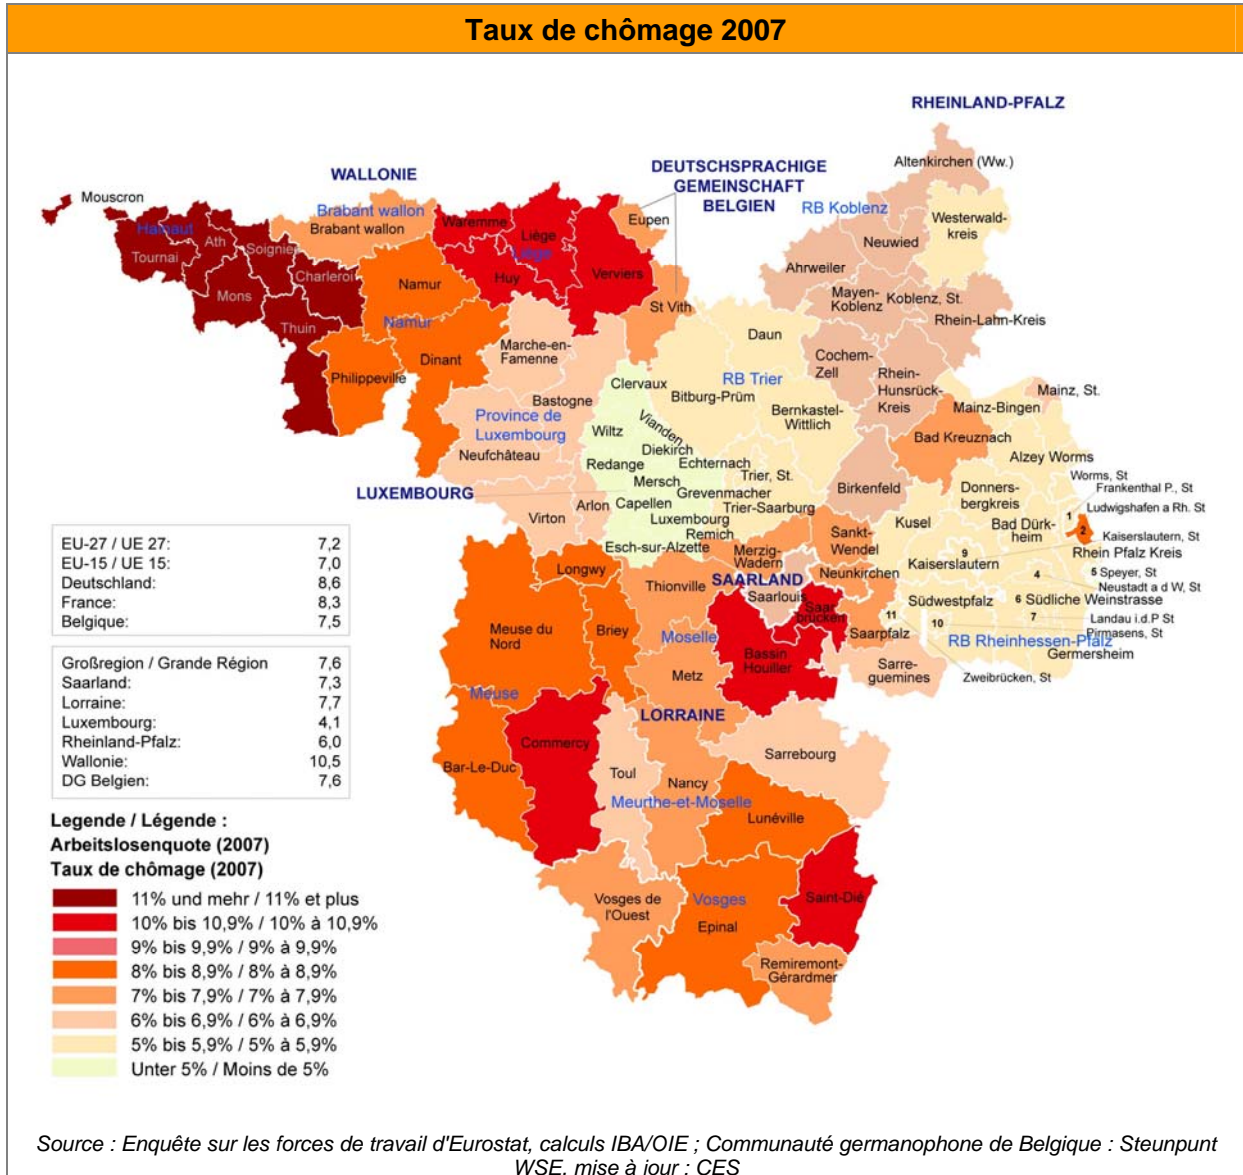 Taux de chômage 2007
RHEINLAND-PFALZ
Altenkirchen (Ww.)
DEUTSCHSPRACHIGE
GEMEINSCHAFT
BELGIEN
WALLONIE
Mouscron
Brabant wallon
Brabant wallon
RB Koblenz
Westerwald-
kreis
Eupen
Waremme
Liège
Liège
Hainaut
Ath
Soignies
Tournai
Neuwied
Ahrweiler
Charleroi
Huy
Verviers
Namur
Mons
Mayen-
Koblenz
Koblenz, St.
St Vith
Rhein-Lahn-Kreis
Namur
Thuin
Daun
Marche-en-
Famenne
Dinant
Cochem-
Zell
Philippeville
Clervaux
RB Trier
Rhein-
Hunsrück-
Kreis
Bitburg-Prüm
Mainz, St.
Bastogne
Bernkastel-
Wittlich
Mainz-Bingen
Province de
Luxembourg
Vianden
Wiltz
Bad Kreuznach
Diekirch
Neufchâteau
Redange
Echternach
Alzey Worms
Trier, St.
Mersch
Worms, St
Birkenfeld
Donners-
bergkreis
Frankenthal P., St
LUXEMBOURG
Grevenmacher
Arlon
Capellen
Trier-Saarburg
Ludwigshafen a Rh. St
Virton
Luxembourg
1
Kusel
Bad Dürk-
heim
2
Remich
Sankt-
Wendel
Kaiserslautern, St
Esch-sur-Alzette
Merzig-
Wadern
9
Rhein Pfalz Kreis
Kaiserslautern
Longwy
SAARLAND
Neunkirchen
4
5 Speyer, St
Thionville
Neustadt a d W, St
Saarlouis
Südwestpfalz
6 Südliche Weinstrasse
11
7
Landau i.d.P St
Saar
brücken
10
Meuse du
Nord
Briey
Moselle
Saarpfalz
Pirmasens, St
RB Rheinhessen-Pfalz
Bassin
Houiller
Germersheim
Sarre-
guemines
Metz
Zweibrücken, St
Meuse
LORRAINE
Commercy
Sarrebourg
Bar-Le-Duc
Toul
Nancy
Meurthe-et-Moselle
Lunéville
Vosges de
l'Ouest
Vosges
Saint-Dié
Epinal
Remiremont-
Gérardmer
EU-27 / UE 27: 7,2
EU-15 / UE 15: 7,0
Deutschland: 8,6
France: 8,3
Belgique: 7,5
Großregion / Grande Région 7,6
Saarland: 7,3
Lorraine: 7,7
Luxembourg: 4,1
Rheinland-Pfalz: 6,0
Wallonie: 10,5
DG Belgien: 7,6
Legende / Légende :
Arbeitslosenquote (2007)
Taux de chômage (2007)
11% und mehr / 11% et plus
10% bis 10,9% / 10% à 10,9%
9% bis 9,9% / 9% à 9,9%
8% bis 8,9% / 8% à 8,9%
7% bis 7,9% / 7% à 7,9%
6% bis 6,9% / 6% à 6,9%
5% bis 5,9% / 5% à 5,9%
Unter 5% / Moins de 5%
Source : Enquête sur les forces de travail d'Eurostat, calculs IBA/OIE ; Communauté germanophone de Belgique : Steunpunt
WSE, mise à jour : CES